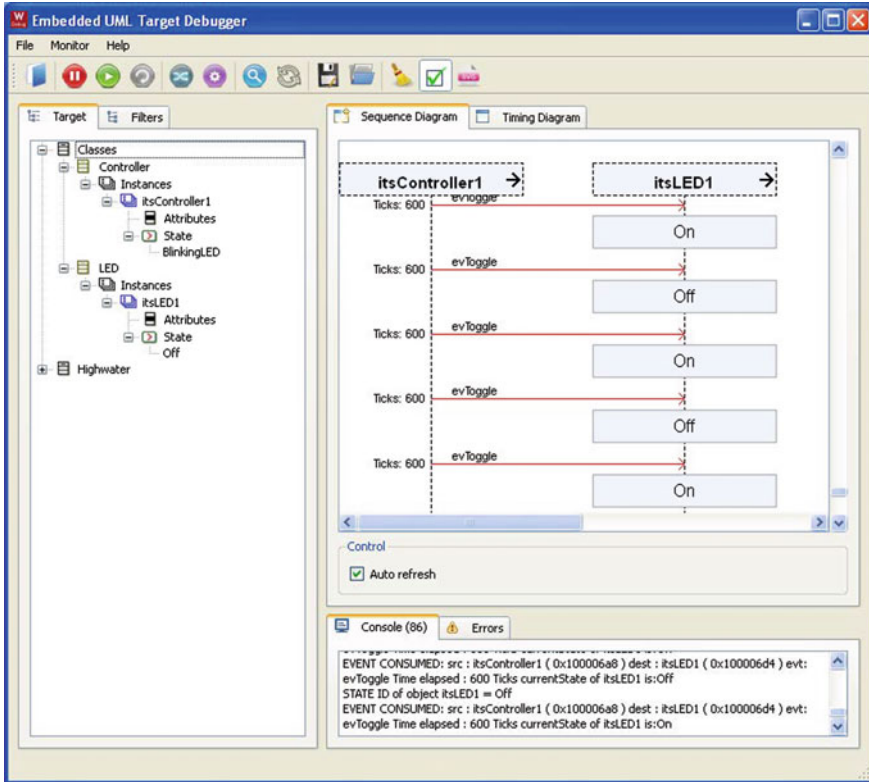 Embedded UML Target Debugger
File Monitor Help
Target Filters
Classes
Controller
Instances
itsController1
Attributes
State
BlinkingLED
LED
Instances
itsLED1
Attributes
State
Off
Highwater
Sequence Diagram Timing Diagram
itsController1 itsLED1
Ticks: 600 evToggle
On
Ticks: 600 evToggle
Off
Ticks: 600 evToggle
On
Ticks: 600 evToggle
Off
Ticks: 600 evToggle
On
Control
Auto refresh
Console (86) Errors
EVENT CONSUMED: src : itsController1 ( 0x100006a8 ) dest : itsLED1 ( 0x100006d4 ) evt:
evToggle Time elapsed : 600 Ticks currentState of itsLED1 is:Off
STATE ID of object itsLED1 = Off
EVENT CONSUMED: src : itsController1 ( 0x100006a8 ) dest : itsLED1 ( 0x100006d4 ) evt:
evToggle Time elapsed : 600 Ticks currentState of itsLED1 is:On